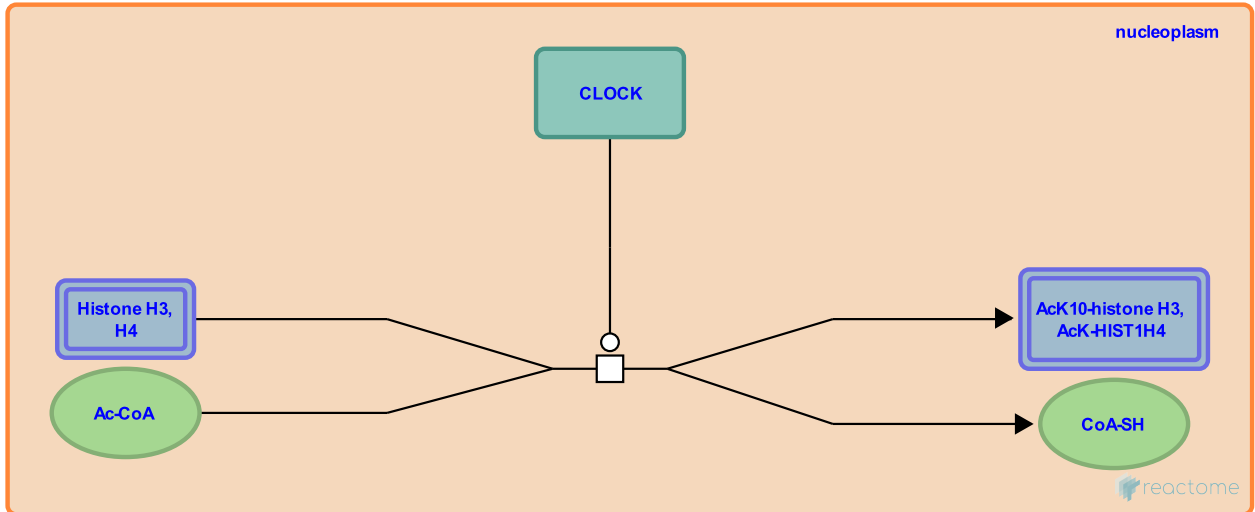 nucleoplasm
CLOCK
Histone H3,
H4
AcK10-histone H3,
AcK-HIST1H4
Ac-CoA
CoA-SH
reactome